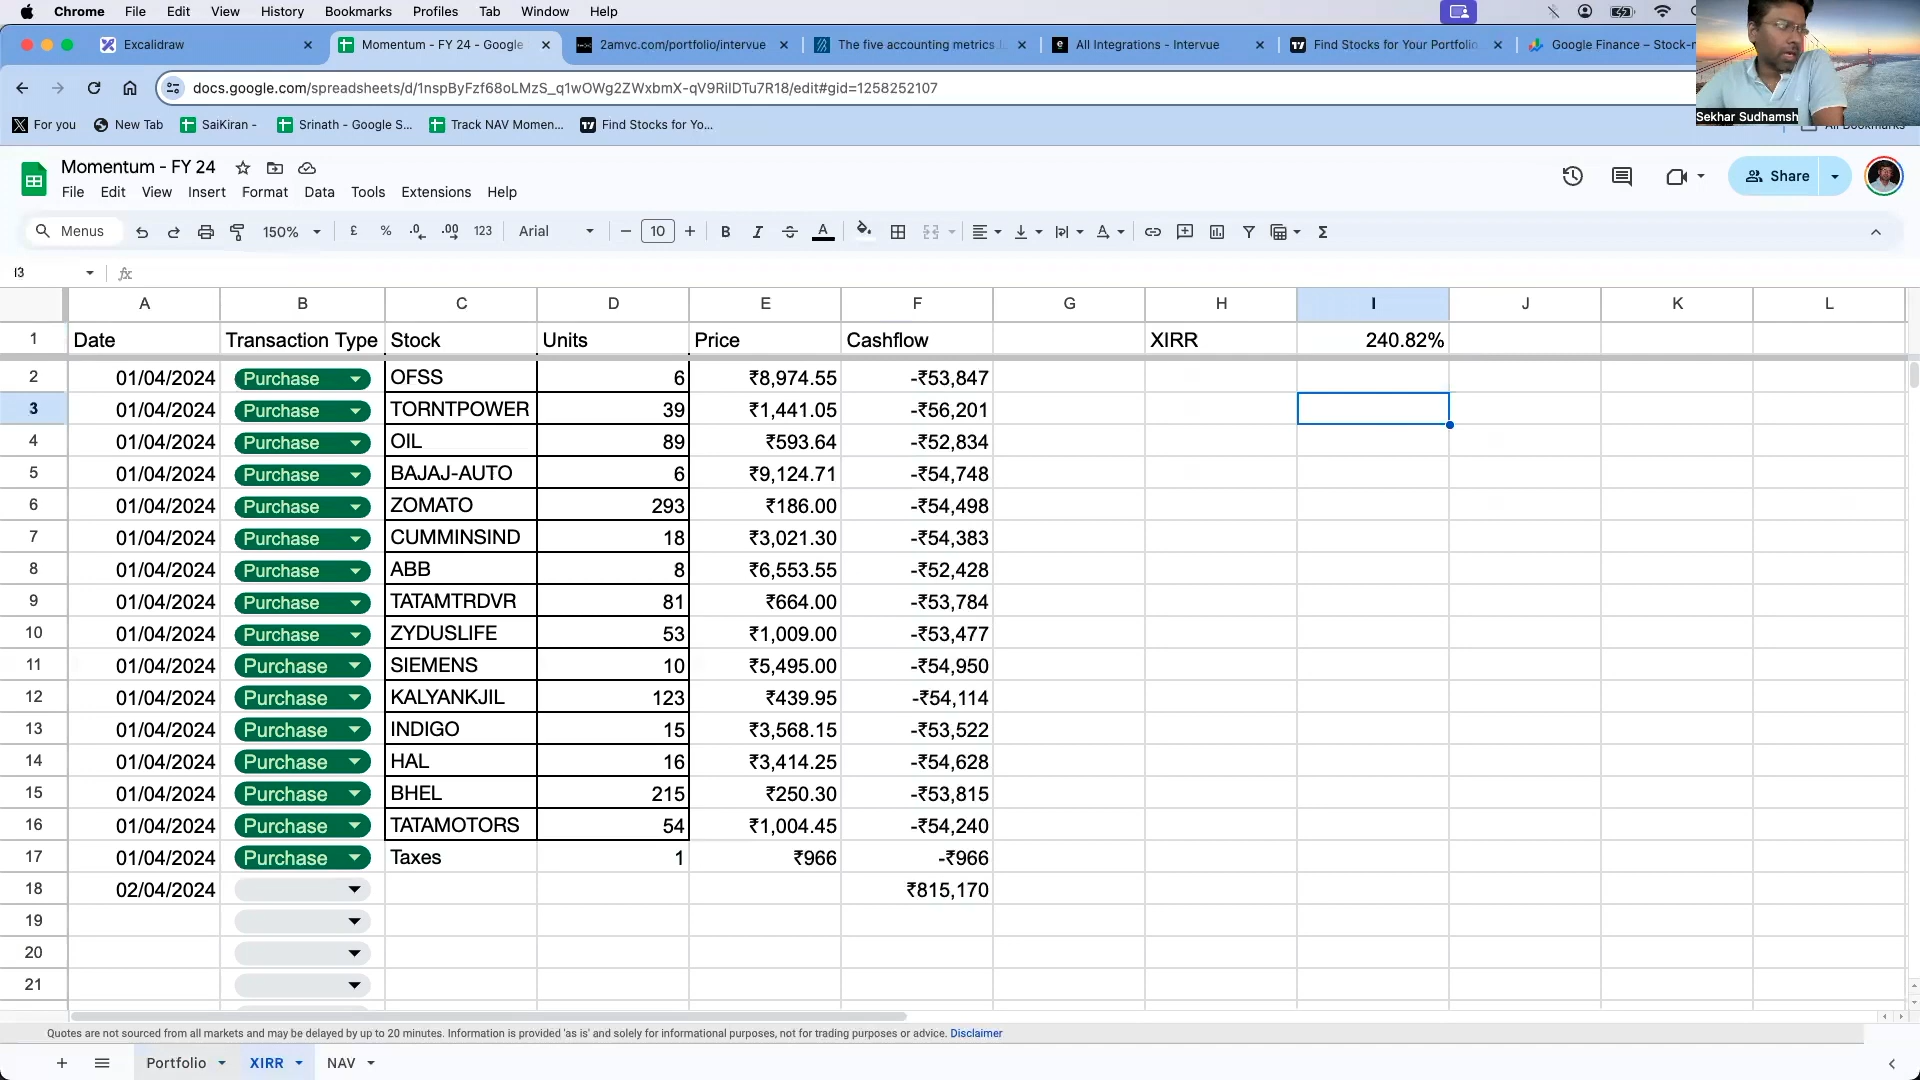 Chrome File Edit View History Bookmarks Profiles Tab Window Help
Excalidraw
Momentum - FY 24 - Google
2amvc.com/portfolio/intervue
The five accounting metrics
All Integrations - Intervue
Find Stocks for Your Portfolio
Google Finance – Stock-
docs.google.com/spreadsheets/d/1nspByFzf68oLMzS_q1wOWg2ZWxbmX-qV9RiIDTu7R18/edit#gid=1258252107
For you New Tab SaiKiran - Srinath - Google S... Track NAV Momen... Find Stocks for Yo...
Sekhar Sudhamsh
All Bookmarks
Momentum - FY 24
File Edit View Insert Format Data Tools Extensions Help
Share
Menus 150% £ % .0 .00 123 Arial 10 B I S A Σ
I3 fx
A B C D E F G H I J K L
1 Date Transaction Type Stock Units Price Cashflow XIRR 240.82%
2 01/04/2024 Purchase OFSS 6 ₹8,974.55 -₹53,847
3 01/04/2024 Purchase TORNTPOWER 39 ₹1,441.05 -₹56,201
4 01/04/2024 Purchase OIL 89 ₹593.64 -₹52,834
5 01/04/2024 Purchase BAJAJ-AUTO 6 ₹9,124.71 -₹54,748
6 01/04/2024 Purchase ZOMATO 293 ₹186.00 -₹54,498
7 01/04/2024 Purchase CUMMINSIND 18 ₹3,021.30 -₹54,383
8 01/04/2024 Purchase ABB 8 ₹6,553.55 -₹52,428
9 01/04/2024 Purchase TATAMTRDVR 81 ₹664.00 -₹53,784
10 01/04/2024 Purchase ZYDUSLIFE 53 ₹1,009.00 -₹53,477
11 01/04/2024 Purchase SIEMENS 10 ₹5,495.00 -₹54,950
12 01/04/2024 Purchase KALYANKJIL 123 ₹439.95 -₹54,114
13 01/04/2024 Purchase INDIGO 15 ₹3,568.15 -₹53,522
14 01/04/2024 Purchase HAL 16 ₹3,414.25 -₹54,628
15 01/04/2024 Purchase BHEL 215 ₹250.30 -₹53,815
16 01/04/2024 Purchase TATAMOTORS 54 ₹1,004.45 -₹54,240
17 01/04/2024 Purchase Taxes 1 ₹966 -₹966
18 02/04/2024 ₹815,170
19
20
21
Quotes are not sourced from all markets and may be delayed by up to 20 minutes. Information is provided 'as is' and solely for informational purposes, not for trading purposes or advice. Disclaimer
Portfolio XIRR NAV